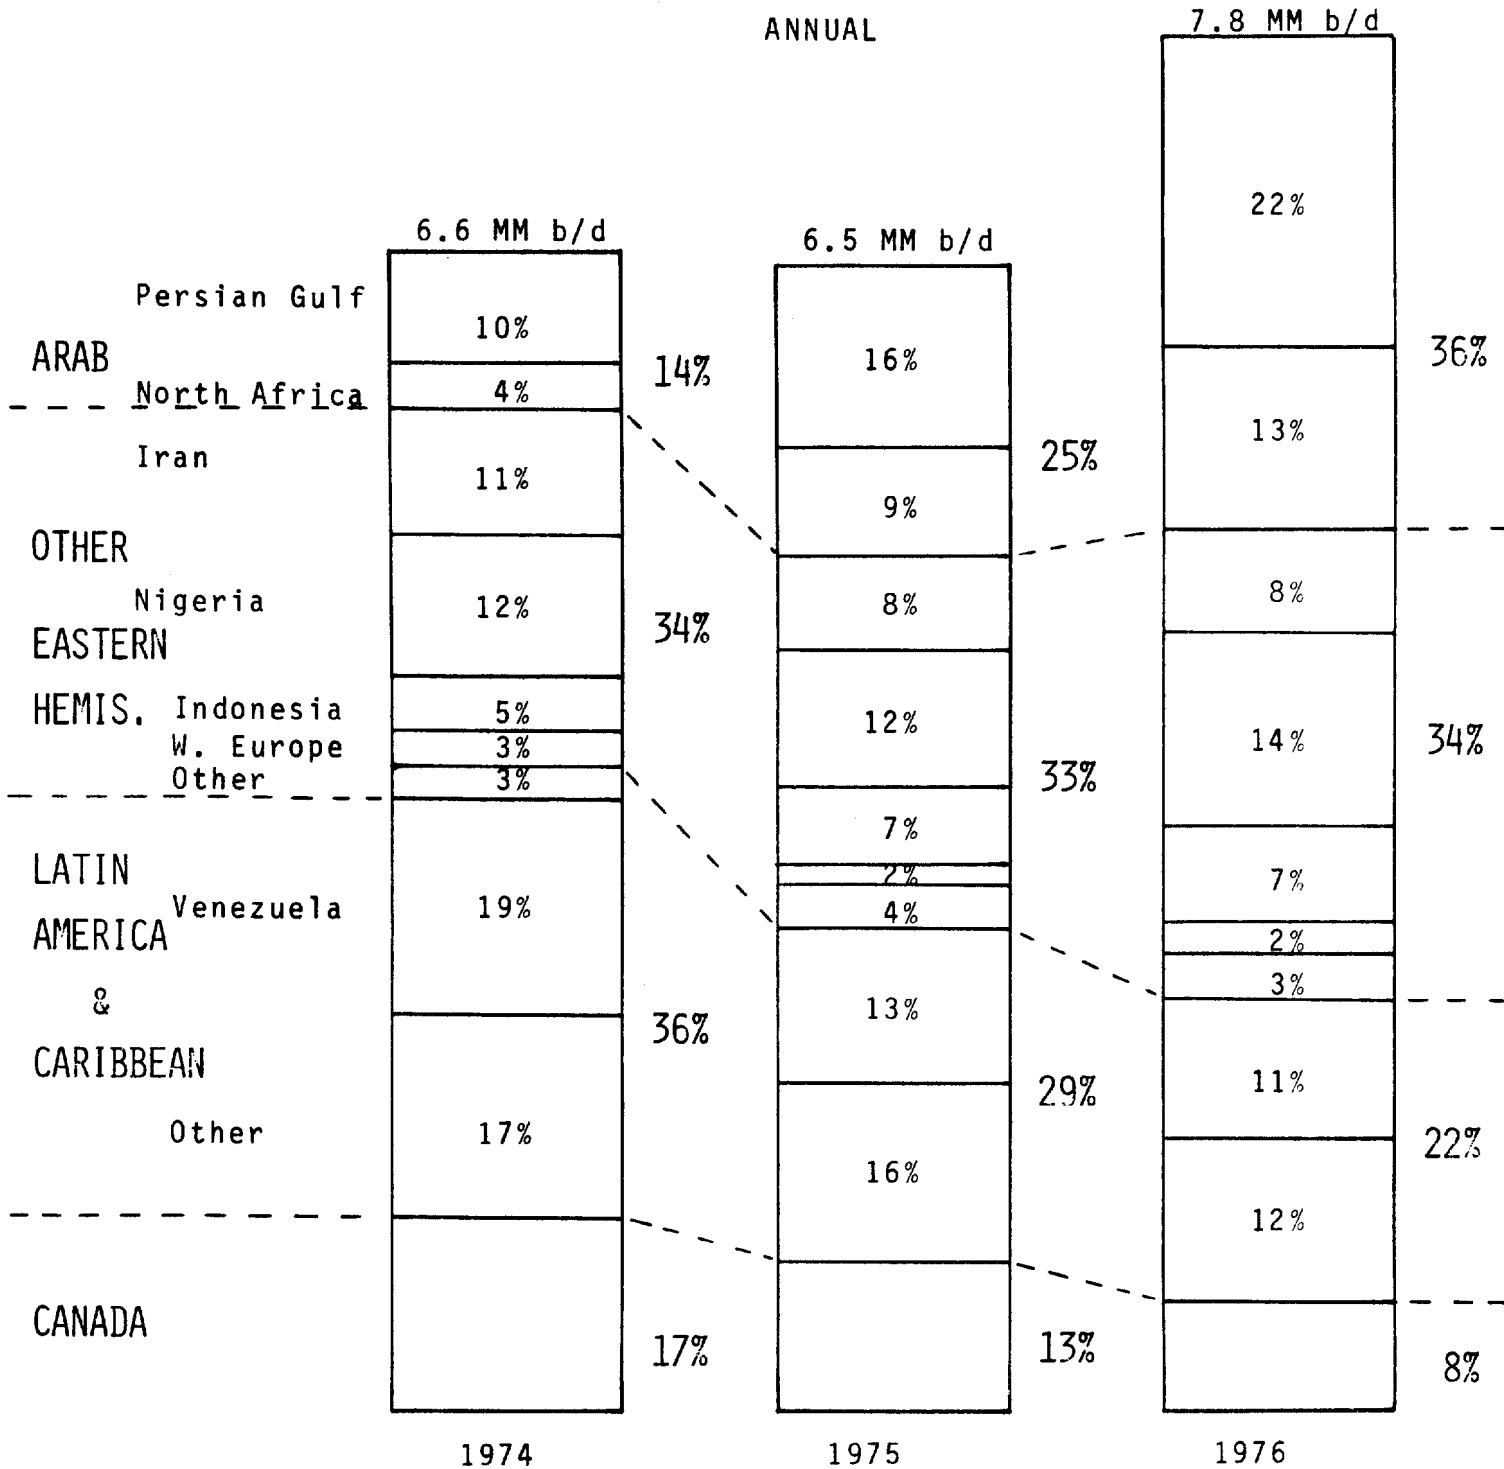 ANNUAL
7.8 MM b/d
6.6 MM b/d
6.5 MM b/d
22%
Persian Gulf
10%
16%
36%
ARAB
14%
North Africa
4%
13%
Iran
11%
25%
9%
OTHER
8%
8%
Nigeria
12%
34%
EASTERN
HEMIS.
Indonesia
5%
12%
14%
34%
W. Europe
3%
Other
3%
33%
7%
LATIN
2%
7%
Venezuela
19%
4%
AMERICA
2%
3%
&
13%
36%
CARIBBEAN
29%
11%
Other
17%
16%
22%
12%
CANADA
17%
13%
8%
1974
1975
1976